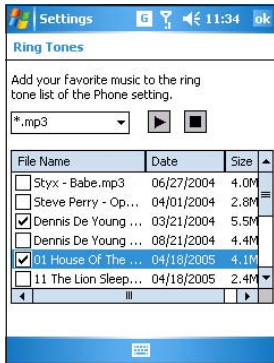 Settings G 11:34 ok
Ring Tones
Add your favorite music to the ring
tone list of the Phone setting.
*.mp3
File Name Date Size
Styx - Babe.mp3 06/27/2004 4.0M
Steve Perry - Op... 04/01/2004 2.8M
Dennis De Young ... 03/21/2004 5.5M
Dennis De Young ... 08/21/2004 4.4M
01 House Of The ... 04/18/2005 4.1M
11 The Lion Sleep... 04/18/2005 2.4M